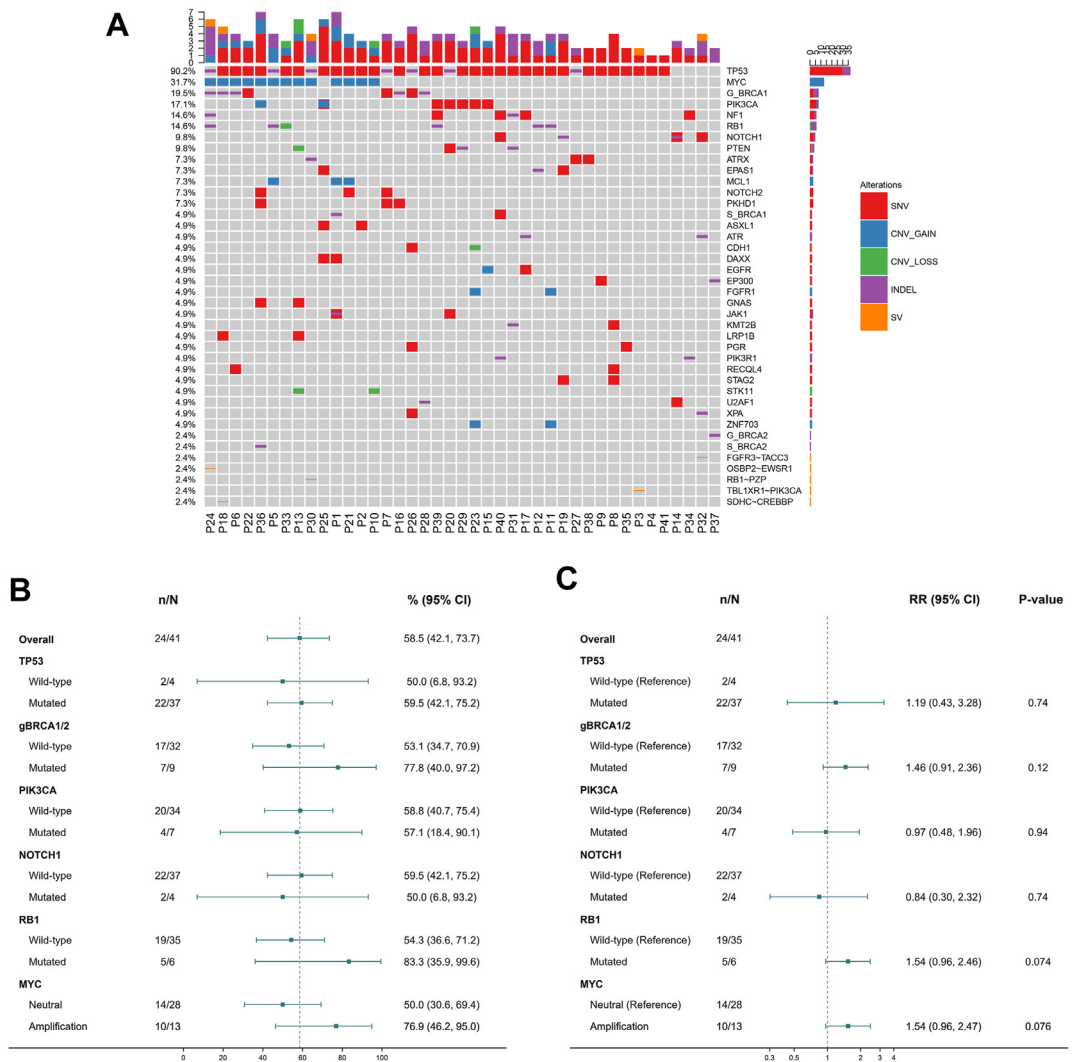 A
7
6
5
4
3
2
1
0
0
5
10
15
20
25
30
35
90.2% TP53
31.7% MYC
19.5% G_BRCA1
17.1% PIK3CA
14.6% NF1
14.6% RB1
9.8% NOTCH1
9.8% PTEN
7.3% ATRX
7.3% EPAS1
7.3% MCL1
7.3% NOTCH2
7.3% PKHD1
4.9% S_BRCA1
4.9% ASXL1
4.9% ATR
4.9% CDH1
4.9% DAXX
4.9% EGFR
4.9% EP300
4.9% FGFR1
4.9% GNAS
4.9% JAK1
4.9% KMT2B
4.9% LRP1B
4.9% PGR
4.9% PIK3R1
4.9% RECQL4
4.9% STAG2
4.9% STK11
4.9% U2AF1
4.9% XPA
4.9% ZNF703
2.4% G_BRCA2
2.4% S_BRCA2
2.4% FGFR3~TACC3
2.4% OSBP2~EWSR1
2.4% RB1~PZP
2.4% TBL1XR1~PIK3CA
2.4% SDHC~CREBBP
P24 P18 P6 P22 P36 P5 P33 P13 P30 P25 P1 P21 P2 P10 P7 P16 P26 P28 P39 P20 P29 P23 P15 P40 P31 P17 P12 P11 P19 P27 P38 P9 P8 P35 P3 P4 P41 P14 P34 P32 P37
Alterations
SNV
CNV_GAIN
CNV_LOSS
INDEL
SV
B
n/N % (95% CI)
Overall 24/41 58.5 (42.1, 73.7)
TP53
Wild-type 2/4 50.0 (6.8, 93.2)
Mutated 22/37 59.5 (42.1, 75.2)
gBRCA1/2
Wild-type 17/32 53.1 (34.7, 70.9)
Mutated 7/9 77.8 (40.0, 97.2)
PIK3CA
Wild-type 20/34 58.8 (40.7, 75.4)
Mutated 4/7 57.1 (18.4, 90.1)
NOTCH1
Wild-type 22/37 59.5 (42.1, 75.2)
Mutated 2/4 50.0 (6.8, 93.2)
RB1
Wild-type 19/35 54.3 (36.6, 71.2)
Mutated 5/6 83.3 (35.9, 99.6)
MYC
Neutral 14/28 50.0 (30.6, 69.4)
Amplification 10/13 76.9 (46.2, 95.0)
0 20 40 60 80 100
C
n/N RR (95% CI) P-value
Overall 24/41
TP53
Wild-type (Reference) 2/4
Mutated 22/37 1.19 (0.43, 3.28) 0.74
gBRCA1/2
Wild-type (Reference) 17/32
Mutated 7/9 1.46 (0.91, 2.36) 0.12
PIK3CA
Wild-type (Reference) 20/34
Mutated 4/7 0.97 (0.48, 1.96) 0.94
NOTCH1
Wild-type (Reference) 22/37
Mutated 2/4 0.84 (0.30, 2.32) 0.74
RB1
Wild-type (Reference) 19/35
Mutated 5/6 1.54 (0.96, 2.46) 0.074
MYC
Neutral (Reference) 14/28
Amplification 10/13 1.54 (0.96, 2.47) 0.076
0.3 0.5 1 2 3 4